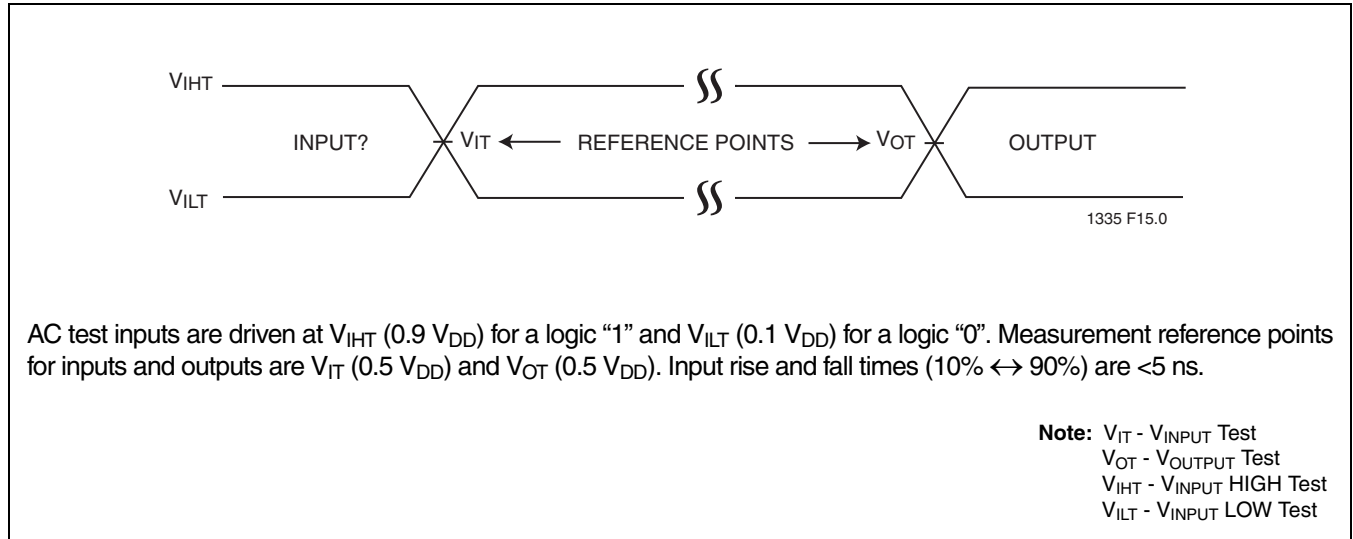 VIHT
INPUT? VIT ← REFERENCE POINTS → VOT OUTPUT
VILT
1335 F15.0
AC test inputs are driven at VIHT (0.9 VDD) for a logic “1” and VILT (0.1 VDD) for a logic “0”. Measurement reference points
for inputs and outputs are VIT (0.5 VDD) and VOT (0.5 VDD). Input rise and fall times (10% ↔ 90%) are <5 ns.
Note: VIT - VINPUT Test
VOT - VOUTPUT Test
VIHT - VINPUT HIGH Test
VILT - VINPUT LOW Test